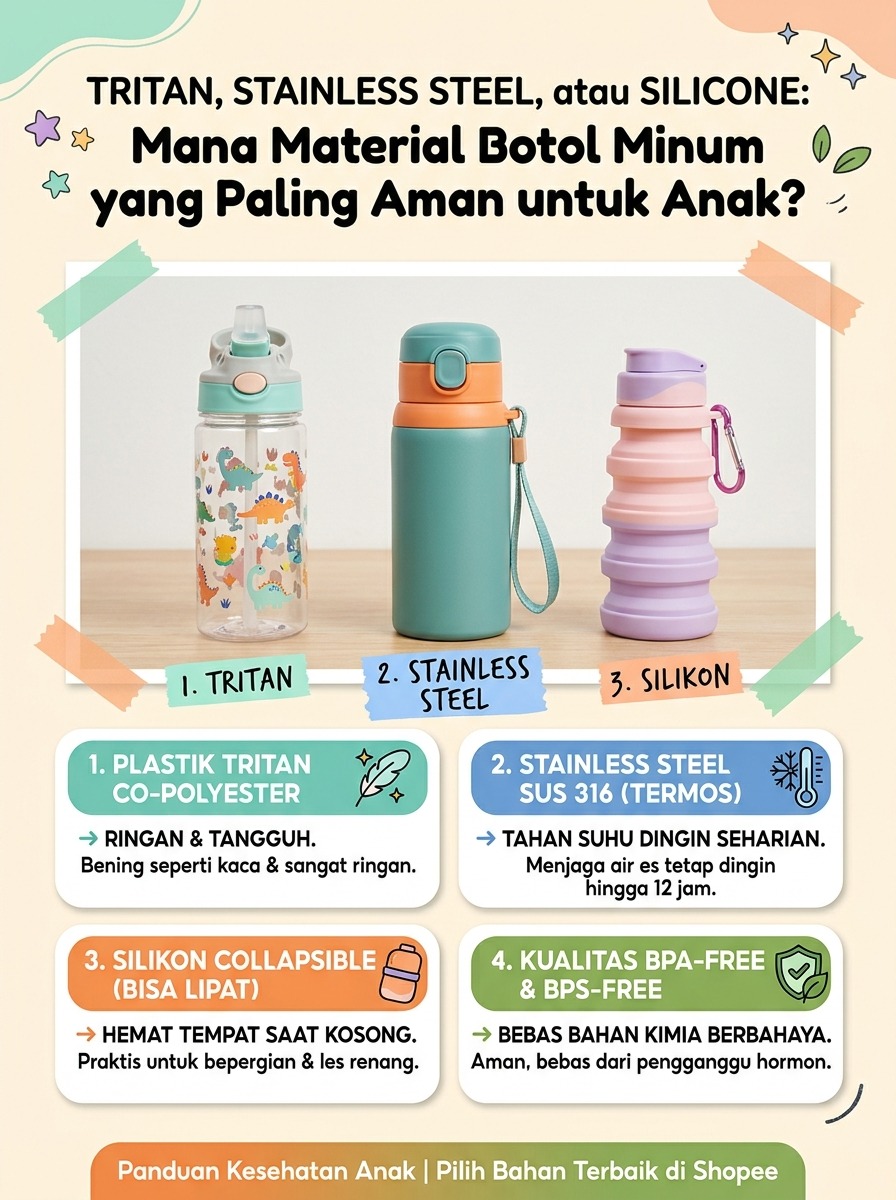 TRITAN, STAINLESS STEEL, atau SILICONE:
Mana Material Botol Minum
yang Paling Aman untuk Anak?
1. TRITAN
2. STAINLESS
STEEL
3. SILIKON
1. PLASTIK TRITAN
CO-POLYESTER
→ RINGAN & TANGGUH.
Bening seperti kaca & sangat ringan.
2. STAINLESS STEEL
SUS 316 (TERMOS)
→ TAHAN SUHU DINGIN SEHARIAN.
Menjaga air es tetap dingin
hingga 12 jam.
3. SILIKON COLLAPSIBLE
(BISA LIPAT)
→ HEMAT TEMPAT SAAT KOSONG.
Praktis untuk bepergian & les renang.
4. KUALITAS BPA-FREE
& BPS-FREE
→ BEBAS BAHAN KIMIA BERBAHAYA.
Aman, bebas dari pengganggu hormon.
Panduan Kesehatan Anak | Pilih Bahan Terbaik di Shopee